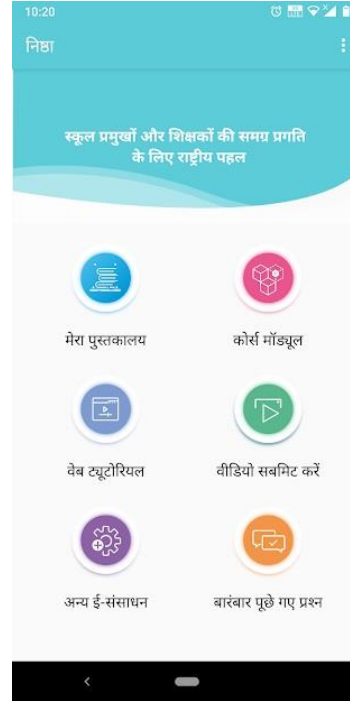 10:20
निष्ठा
स्कूल प्रमुखों और शिक्षकों की समग्र प्रगति
के लिए राष्ट्रीय पहल
मेरा पुस्तकालय
कोर्स मॉड्यूल
वेब ट्यूटोरियल
वीडियो सबमिट करें
अन्य ई-संसाधन
बारंबार पूछे गए प्रश्न